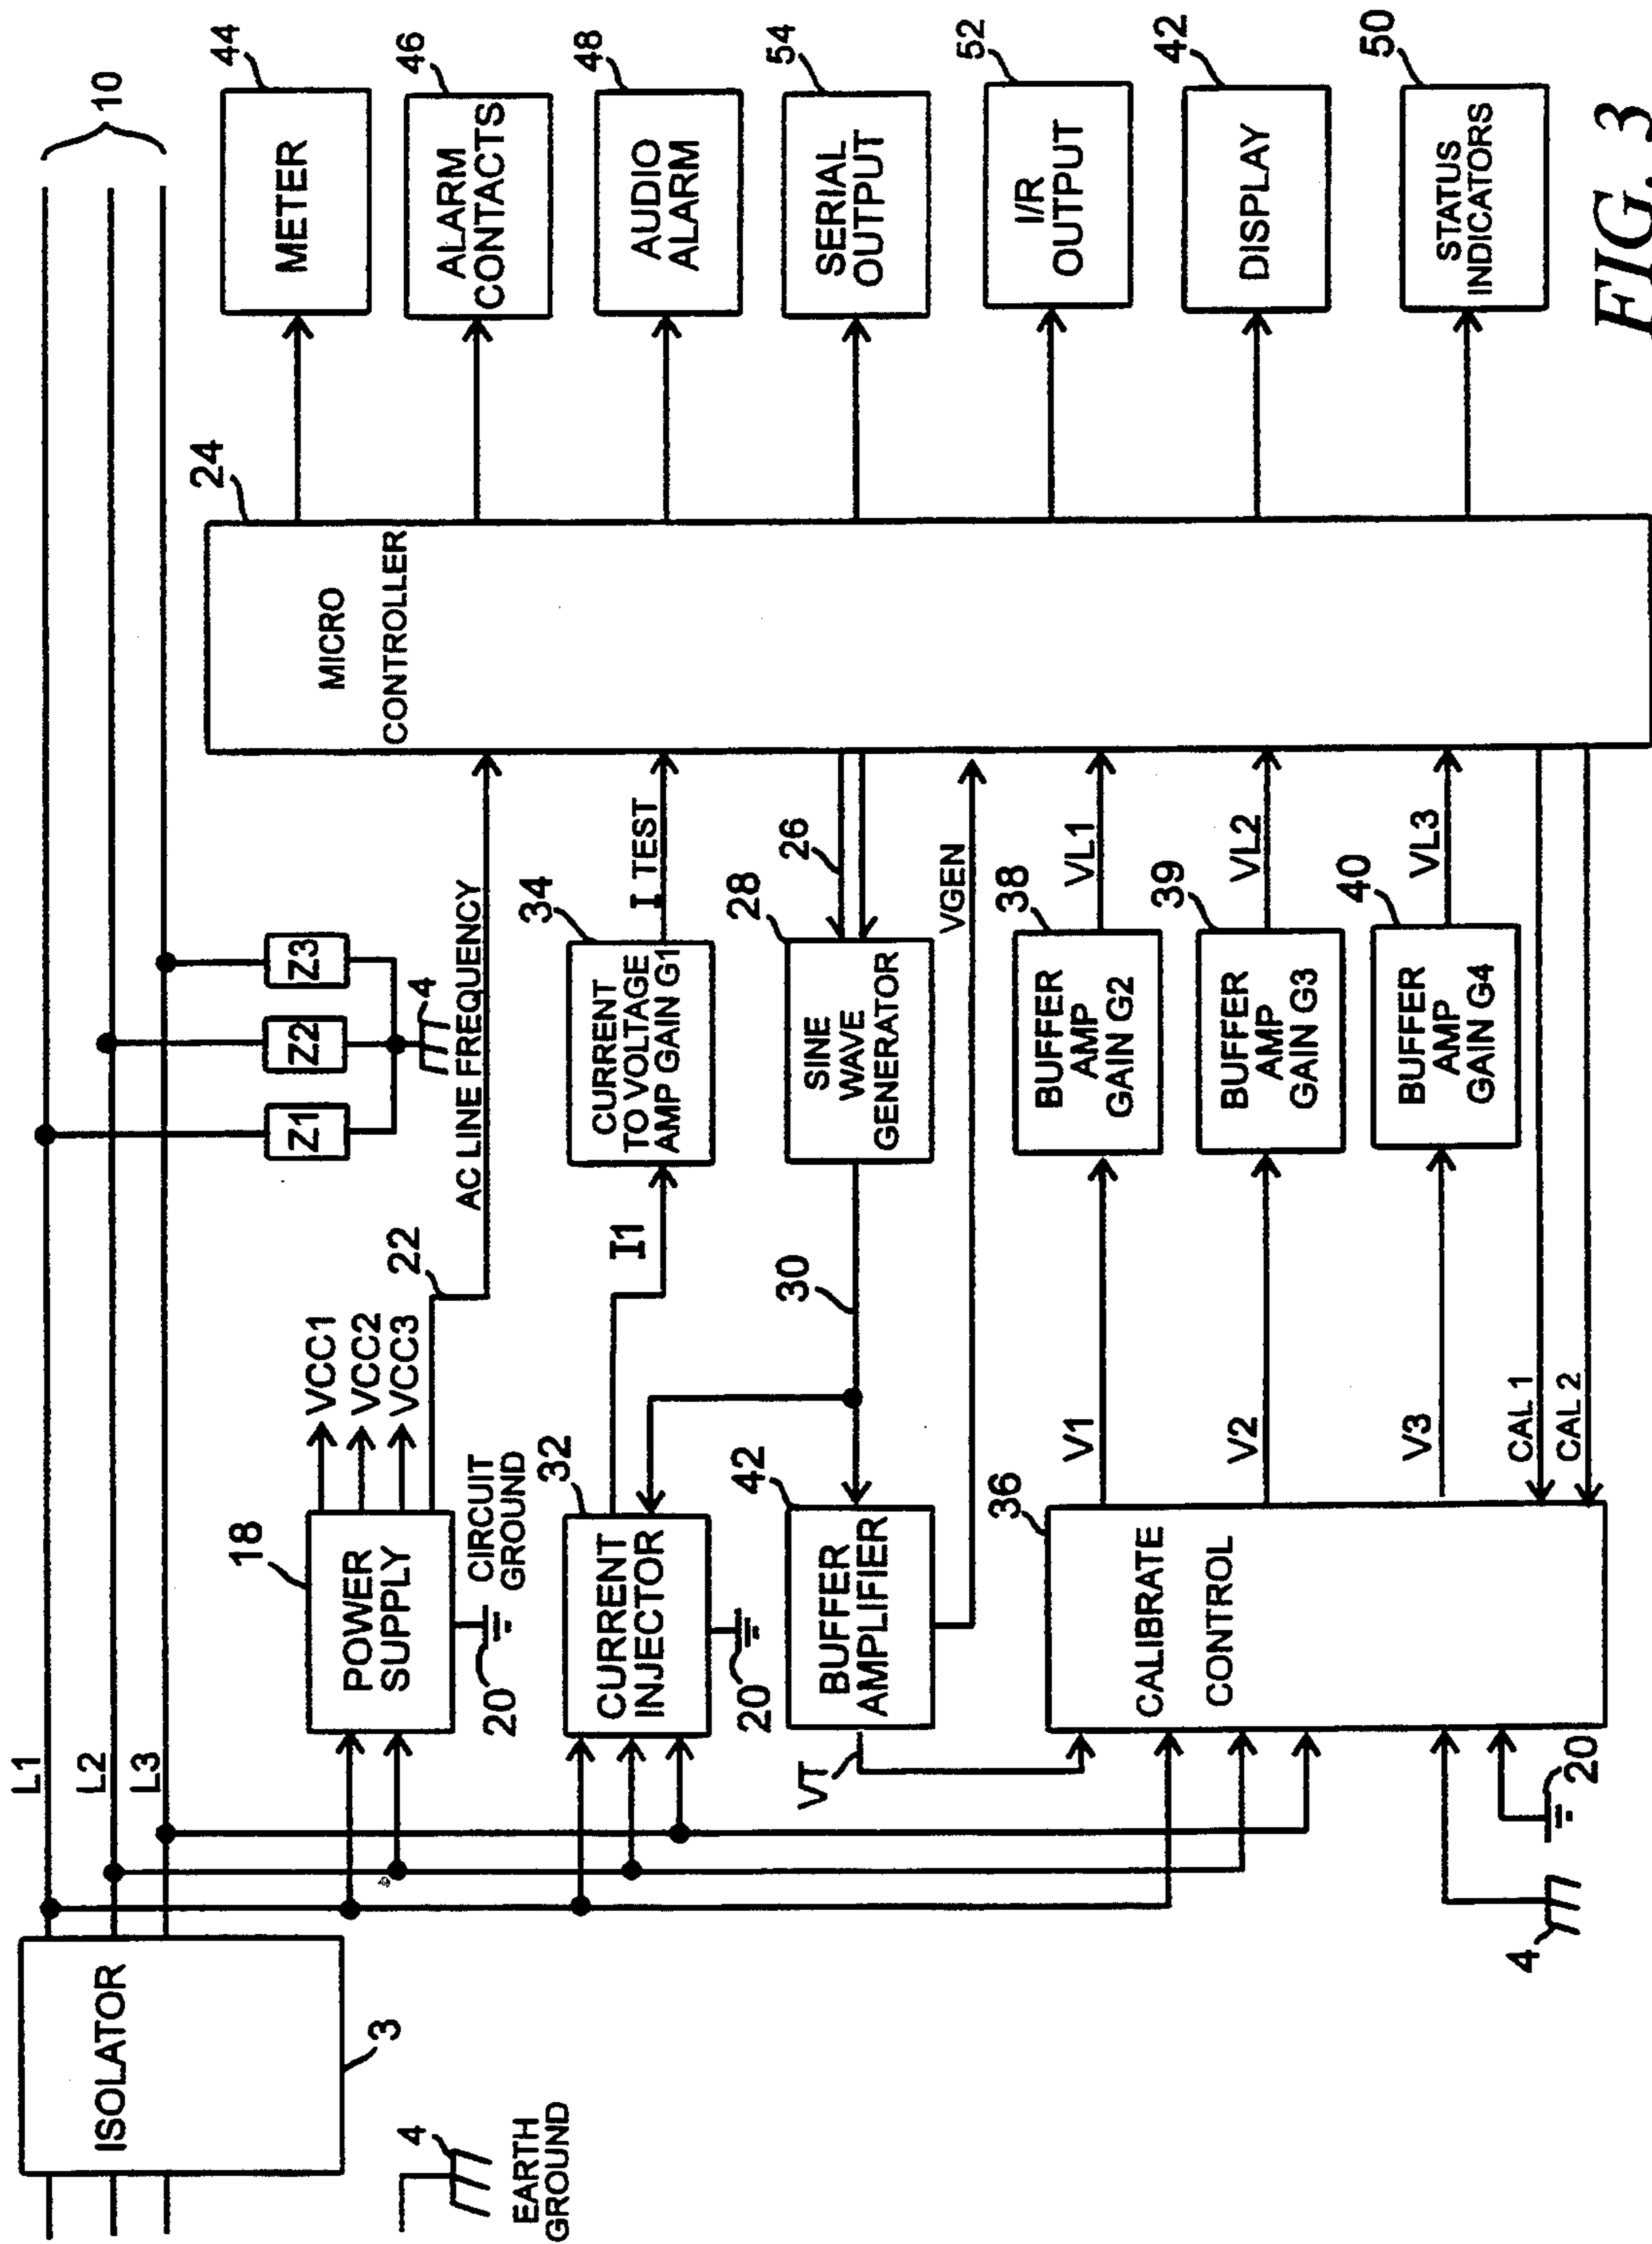 10
L1
L2
L3
ISOLATOR
3
4
EARTH
GROUND
Z1
Z2
Z3
4
18
POWER
SUPPLY
VCC1
VCC2
VCC3
22
AC LINE FREQUENCY
20
CIRCUIT
GROUND
32
CURRENT
INJECTOR
20
I1
34
CURRENT
TO VOLTAGE
AMP GAIN G1
I TEST
42
BUFFER
AMPLIFIER
VT
30
28
SINE
WAVE
GENERATOR
26
VGEN
36
CALIBRATE
CONTROL
V1
V2
V3
CAL 1
CAL 2
4
20
38
BUFFER
AMP
GAIN G2
VL1
39
BUFFER
AMP
GAIN G3
VL2
40
BUFFER
AMP
GAIN G4
VL3
24
MICRO
CONTROLLER
44
METER
46
ALARM
CONTACTS
48
AUDIO
ALARM
54
SERIAL
OUTPUT
52
I/R
OUTPUT
42
DISPLAY
50
STATUS
INDICATORS
FIG. 3